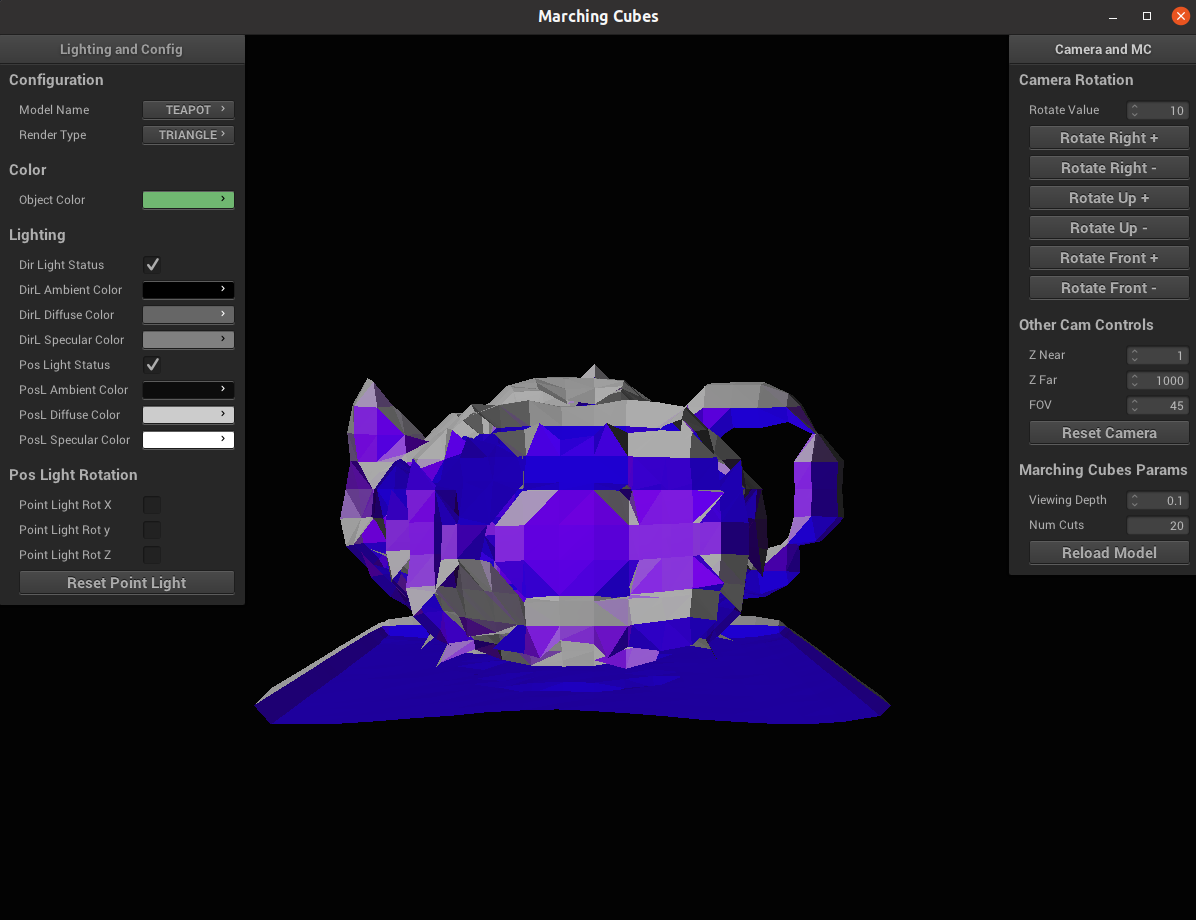 Marching Cubes
Lighting and Config
Configuration
Model Name TEAPOT
Render Type TRIANGLE
Color
Object Color
Lighting
Dir Light Status
DirL Ambient Color
DirL Diffuse Color
DirL Specular Color
Pos Light Status
PosL Ambient Color
PosL Diffuse Color
PosL Specular Color
Pos Light Rotation
Point Light Rot X
Point Light Rot y
Point Light Rot Z
Reset Point Light
Camera and MC
Camera Rotation
Rotate Value 10
Rotate Right +
Rotate Right -
Rotate Up +
Rotate Up -
Rotate Front +
Rotate Front -
Other Cam Controls
Z Near 1
Z Far 1000
FOV 45
Reset Camera
Marching Cubes Params
Viewing Depth 0.1
Num Cuts 20
Reload Model